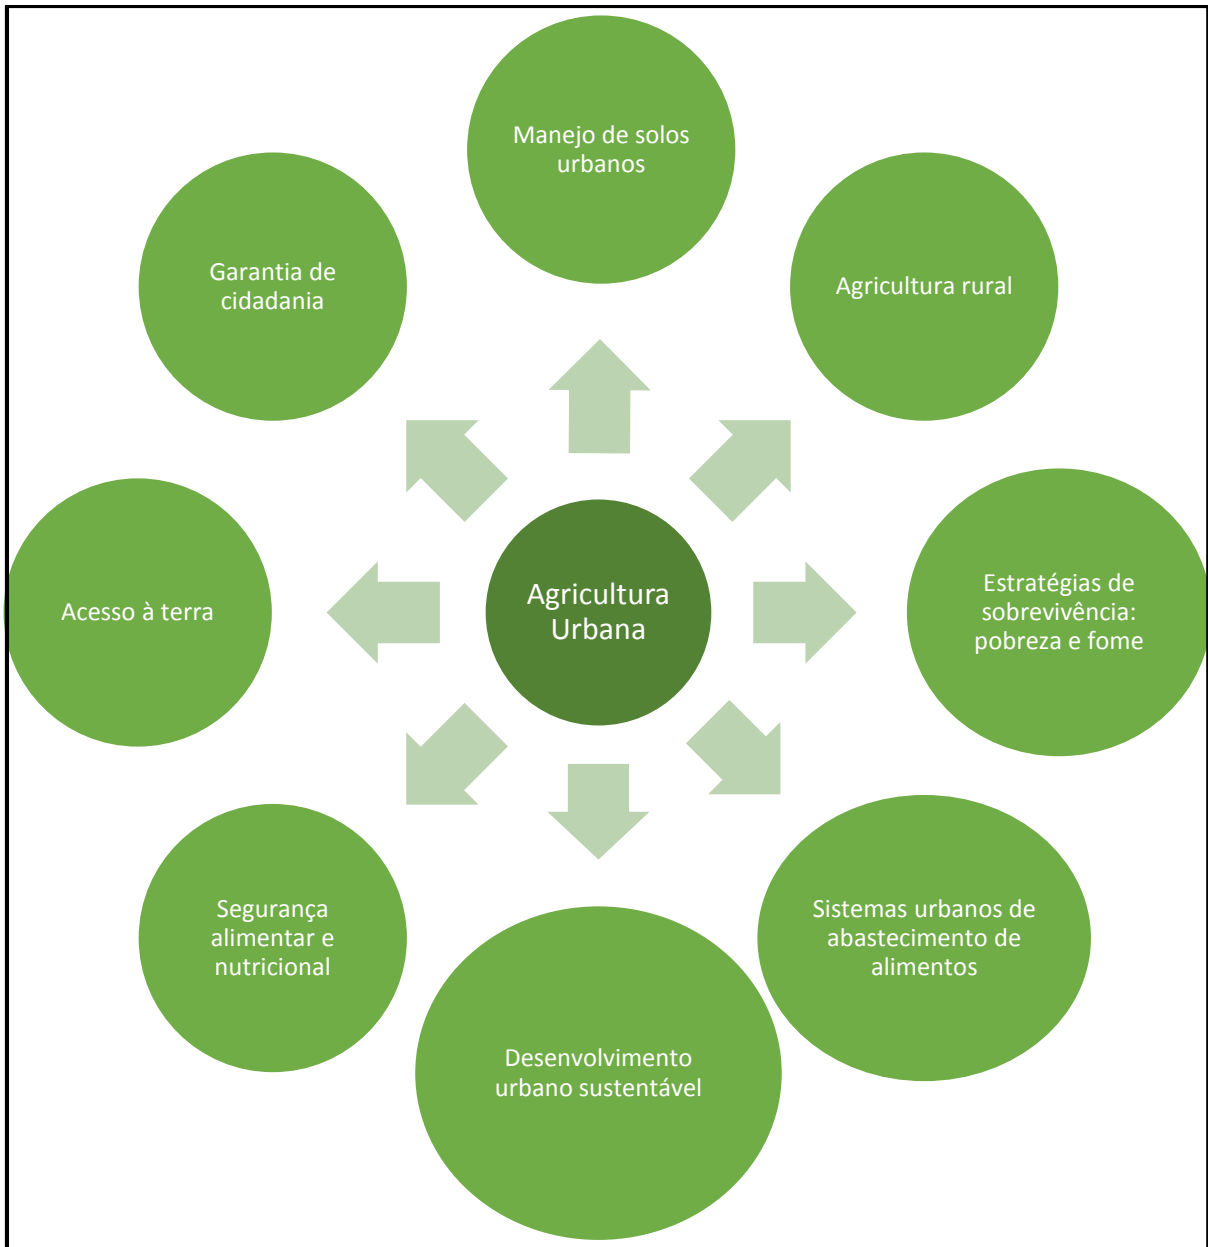 Manejo de solos
urbanos
Garantia de
cidadania
Agricultura rural
Acesso à terra
Agricultura
Urbana
Estratégias de
sobrevivência:
pobreza e fome
Segurança
alimentar e
nutricional
Sistemas urbanos de
abastecimento de
alimentos
Desenvolvimento
urbano sustentável